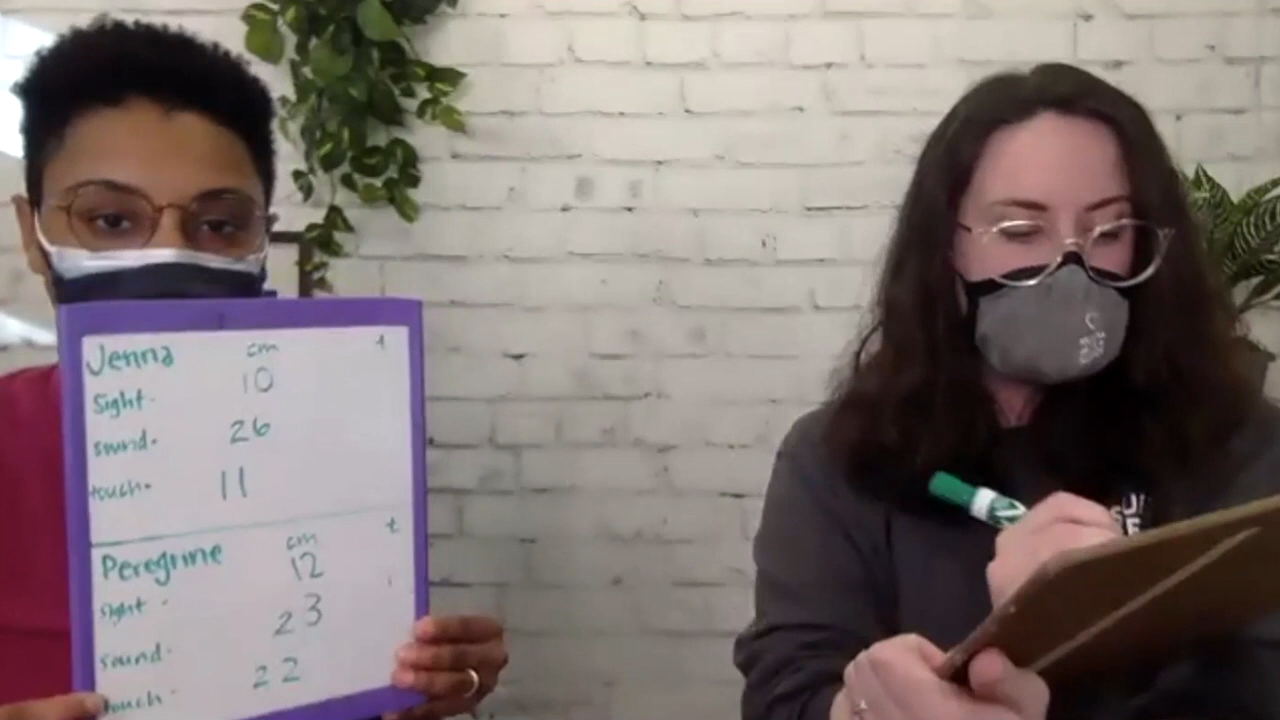 Jenna cm t
Sight- 10
sound- 26
touch- 11
Peregrine cm t
sight - 12
sound- 23
touch - 22